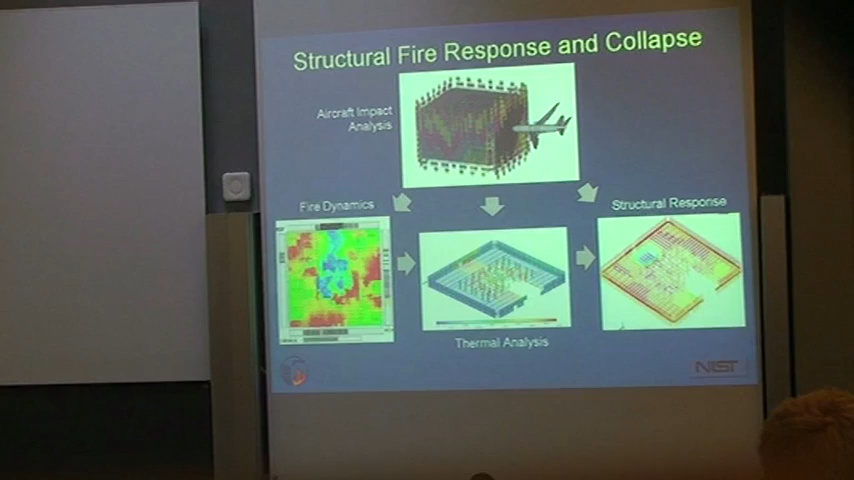 Structural Fire Response and Collapse
Aircraft Impact
Analysis
Fire Dynamics
Structural Response
Thermal Analysis
NIST